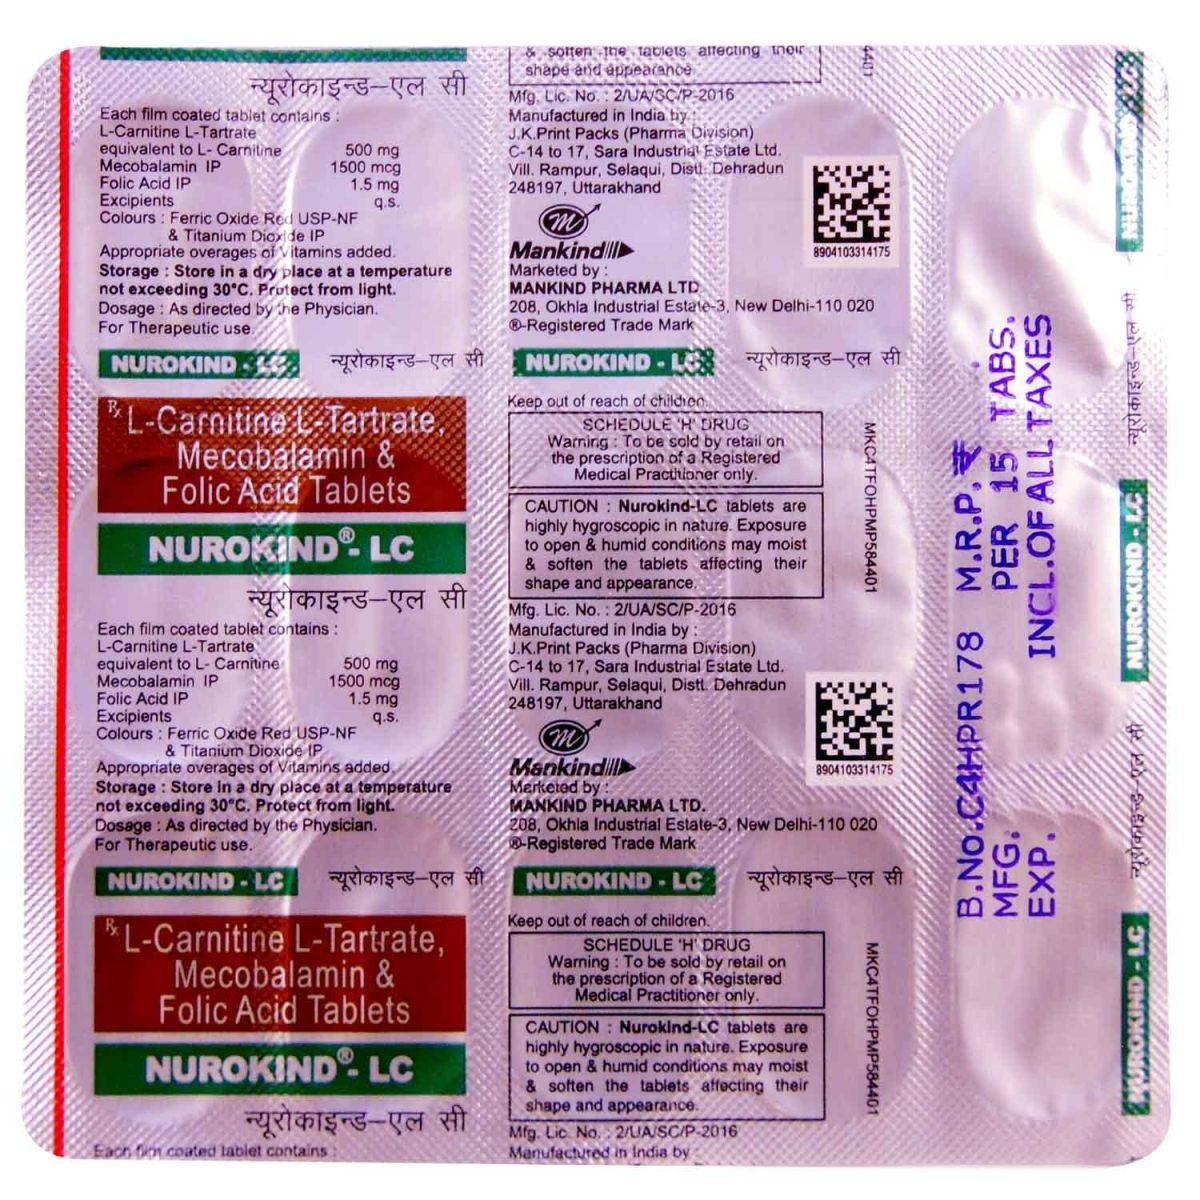 न्यूरोकाइन्ड-एल सी
Each film coated tablet contains :
L-Carnitine L-Tartrate
equivalent to L- Carnitine 500 mg
Mecobalamin IP 1500 mcg
Folic Acid IP 1.5 mg
Excipients q.s.
Colours : Ferric Oxide Red USP-NF
& Titanium Dioxide IP
Appropriate overages of Vitamins added.
Storage : Store in a dry place at a temperature
not exceeding 30°C. Protect from light.
Dosage : As directed by the Physician.
For Therapeutic use.
NUROKIND - LC न्यूरोकाइन्ड-एल सी
Rx L-Carnitine L-Tartrate,
Mecobalamin &
Folic Acid Tablets
NUROKIND®- LC
न्यूरोकाइन्ड-एल सी
Each film coated tablet contains :
L-Carnitine L-Tartrate
equivalent to L- Carnitine 500 mg
Mecobalamin IP 1500 mcg
Folic Acid IP 1.5 mg
Excipients q.s.
Colours : Ferric Oxide Red USP-NF
& Titanium Dioxide IP
Appropriate overages of Vitamins added.
Storage : Store in a dry place at a temperature
not exceeding 30°C. Protect from light.
Dosage : As directed by the Physician.
For Therapeutic use.
NUROKIND - LC न्यूरोकाइन्ड-एल सी
Rx L-Carnitine L-Tartrate,
Mecobalamin &
Folic Acid Tablets
NUROKIND®- LC
न्यूरोकाइन्ड-एल सी
Each film coated tablet contains :
& soften the tablets affecting their
shape and appearance.
Mfg. Lic. No. : 2/UA/SC/P-2016
Manufactured in India by :
J.K.Print Packs (Pharma Division)
C-14 to 17, Sara Industrial Estate Ltd.
Vill. Rampur, Selaqui, Distt. Dehradun
248197, Uttarakhand
8904103314175
m
Mankind
Marketed by :
MANKIND PHARMA LTD.
208, Okhla Industrial Estate-3, New Delhi-110 020
®-Registered Trade Mark
NUROKIND - LC न्यूरोकाइन्ड-एल सी
Keep out of reach of children.
SCHEDULE 'H' DRUG
Warning : To be sold by retail on
the prescription of a Registered
Medical Practitioner only.
CAUTION : Nurokind-LC tablets are
highly hygroscopic in nature. Exposure
to open & humid conditions may moist
& soften the tablets affecting their
shape and appearance.
Mfg. Lic. No. : 2/UA/SC/P-2016
Manufactured in India by :
J.K.Print Packs (Pharma Division)
C-14 to 17, Sara Industrial Estate Ltd.
Vill. Rampur, Selaqui, Distt. Dehradun
248197, Uttarakhand
8904103314175
m
Mankind
Marketed by :
MANKIND PHARMA LTD.
208, Okhla Industrial Estate-3, New Delhi-110 020
®-Registered Trade Mark
NUROKIND - LC न्यूरोकाइन्ड-एल सी
Keep out of reach of children.
SCHEDULE 'H' DRUG
Warning : To be sold by retail on
the prescription of a Registered
Medical Practitioner only.
CAUTION : Nurokind-LC tablets are
highly hygroscopic in nature. Exposure
to open & humid conditions may moist
& soften the tablets affecting their
shape and appearance.
Mfg. Lic. No. : 2/UA/SC/P-2016
Manufactured in India by
4401
MKC4TFOHPMP584401
MKC4TFOHPMP584401
B.No.C4HPR178 M.R.P.₹
MFG. PER 15 TABS.
EXP. INCL.OF ALL TAXES
NUROKIND - LC
न्यूरोकाइन्ड-एल सी
NUROKIND - LC
न्यूरोकाइन्ड-एल सी
NUROKIND - LC